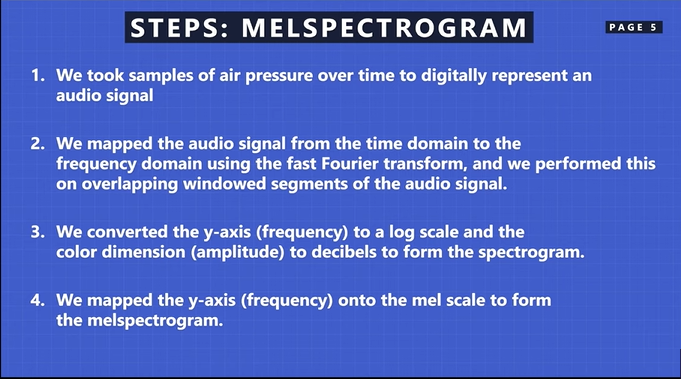 STEPS: MELSPECTROGRAM
PAGE 5
1. We took samples of air pressure over time to digitally represent an
audio signal
2. We mapped the audio signal from the time domain to the
frequency domain using the fast Fourier transform, and we performed this
on overlapping windowed segments of the audio signal.
3. We converted the y-axis (frequency) to a log scale and the
color dimension (amplitude) to decibels to form the spectrogram.
4. We mapped the y-axis (frequency) onto the mel scale to form
the melspectrogram.